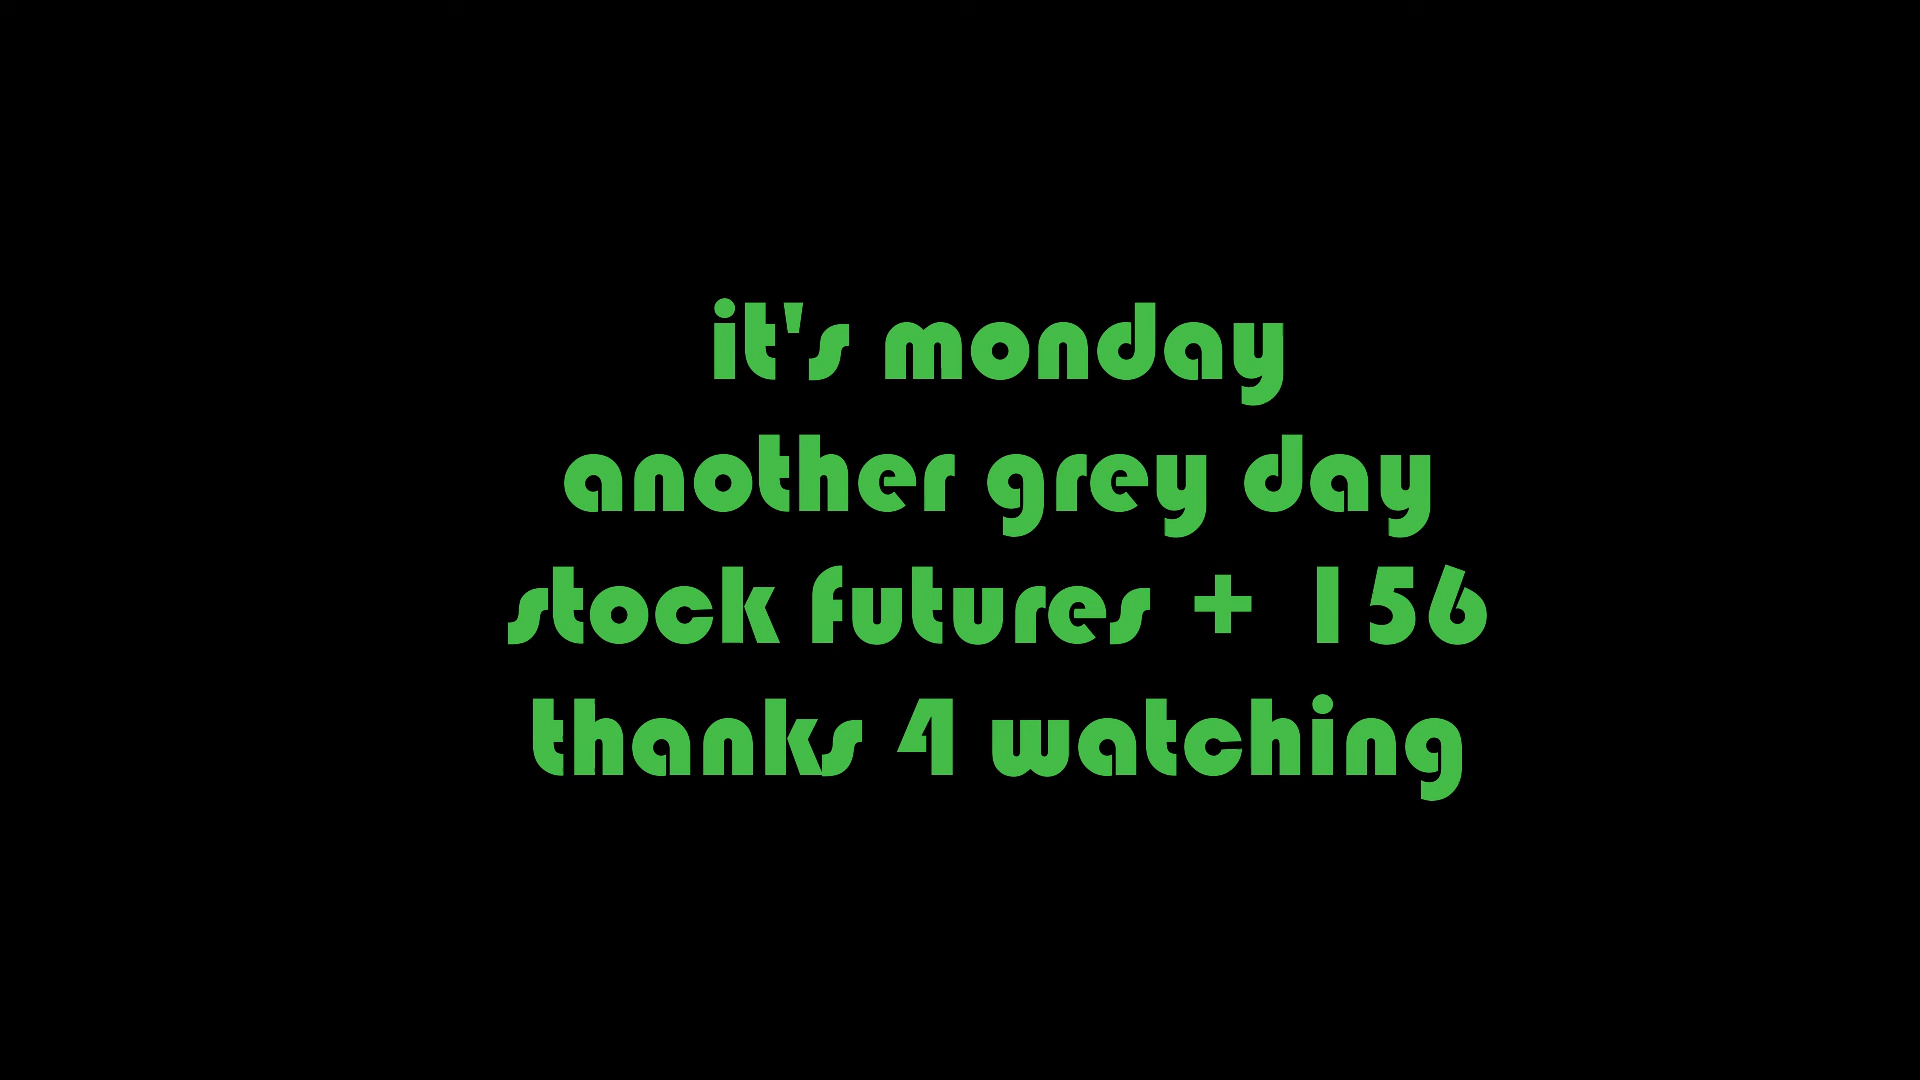 it's monday
another grey day
stock futures + 156
thanks 4 watching